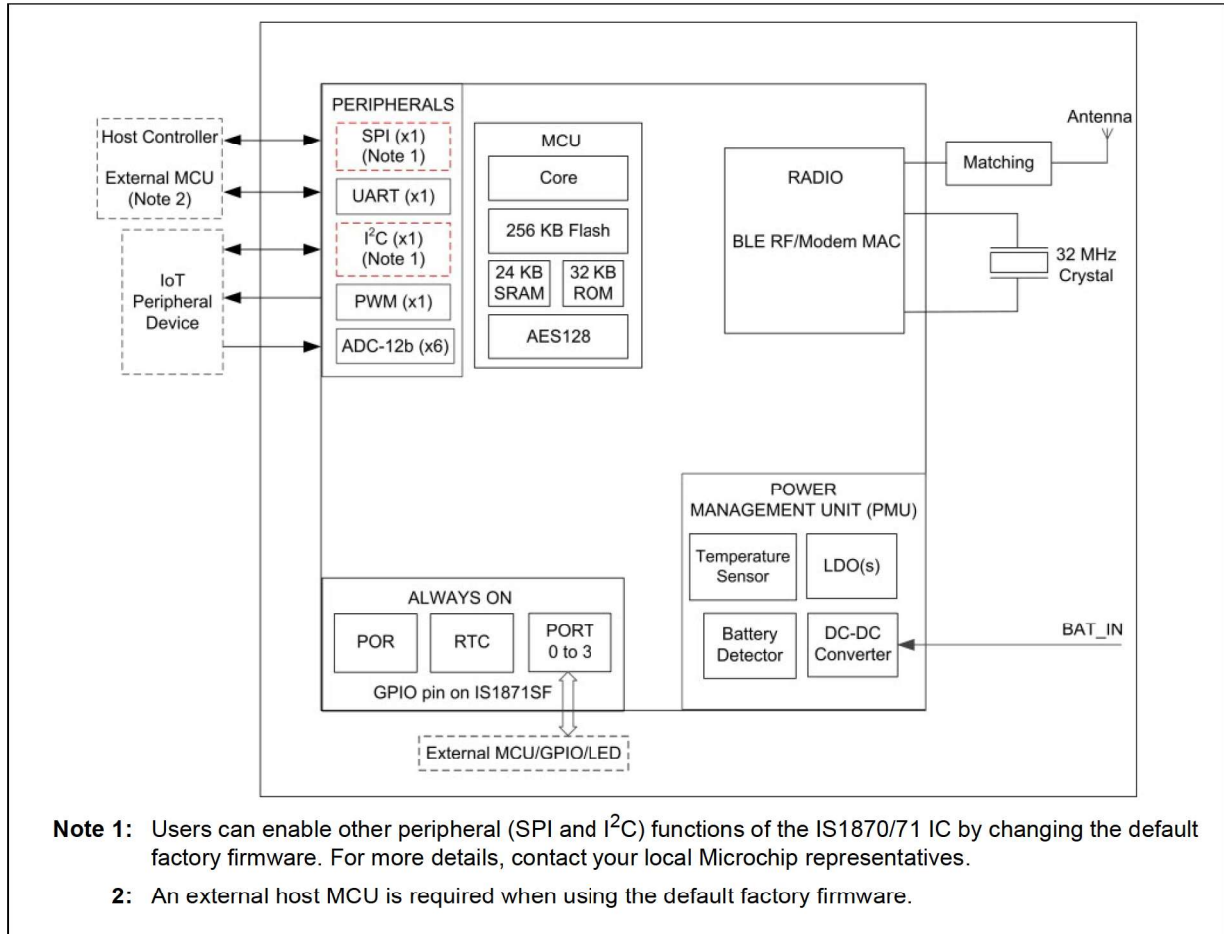 PERIPHERALS
Host Controller
External MCU
(Note 2)
SPI (x1)
(Note 1)
UART (x1)
I²C (x1)
(Note 1)
PWM (x1)
ADC-12b (x6)
IoT
Peripheral
Device
MCU
Core
256 KB Flash
24 KB
SRAM
32 KB
ROM
AES128
RADIO
BLE RF/Modem MAC
Matching
Antenna
32 MHz
Crystal
POWER
MANAGEMENT UNIT (PMU)
Temperature
Sensor
LDO(s)
Battery
Detector
DC-DC
Converter
BAT_IN
ALWAYS ON
POR
RTC
PORT
0 to 3
GPIO pin on IS1871SF
External MCU/GPIO/LED
Note 1: Users can enable other peripheral (SPI and I²C) functions of the IS1870/71 IC by changing the default
factory firmware. For more details, contact your local Microchip representatives.
2: An external host MCU is required when using the default factory firmware.